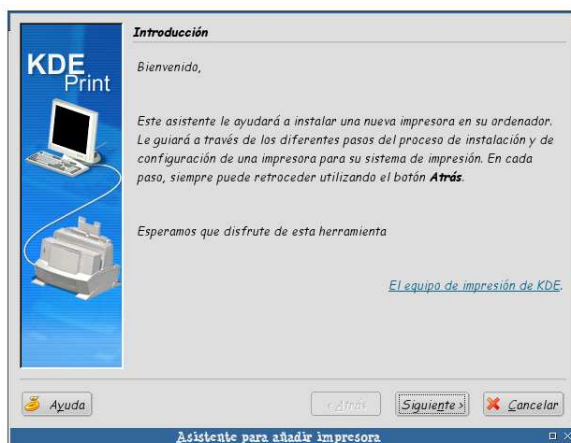 Introducción
KDE
Print
Bienvenido,
Este asistente le ayudará a instalar una nueva impresora en su ordenador.
Le guiará a través de los diferentes pasos del proceso de instalación y de
configuración de una impresora para su sistema de impresión. En cada
paso, siempre puede retroceder utilizando el botón Atrás.
Esperamos que disfrute de esta herramienta
El equipo de impresión de KDE.
Ayuda
< Atrás
Siguiente >
Cancelar
Asistente para añadir impresora